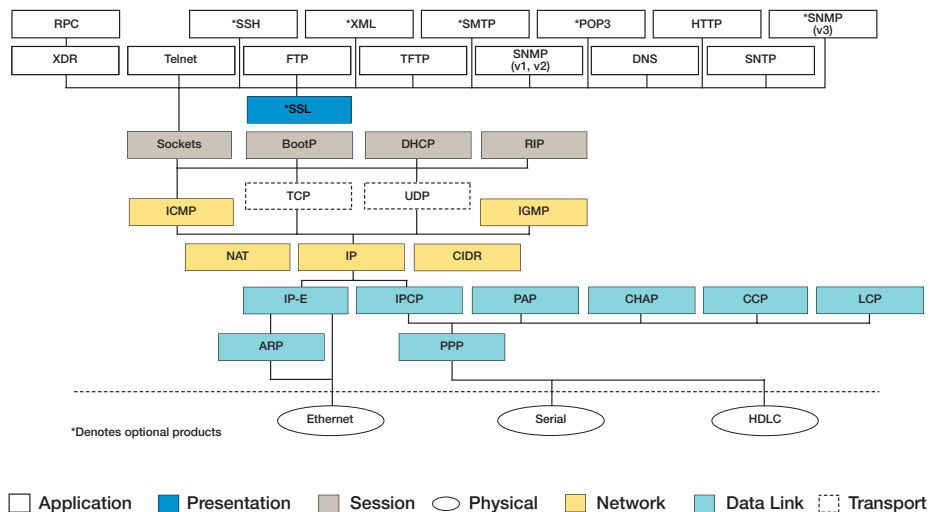 RPC
*SSH
*XML
*SMTP
*POP3
HTTP
*SNMP
(v3)
XDR
Telnet
FTP
TFTP
SNMP
(v1, v2)
DNS
SNTP
*SSL
Sockets
BootP
DHCP
RIP
TCP
UDP
ICMP
IGMP
NAT
IP
CIDR
IP-E
IPCP
PAP
CHAP
CCP
LCP
ARP
PPP
Ethernet
Serial
HDLC
*Denotes optional products
Application
Presentation
Session
Physical
Network
Data Link
Transport